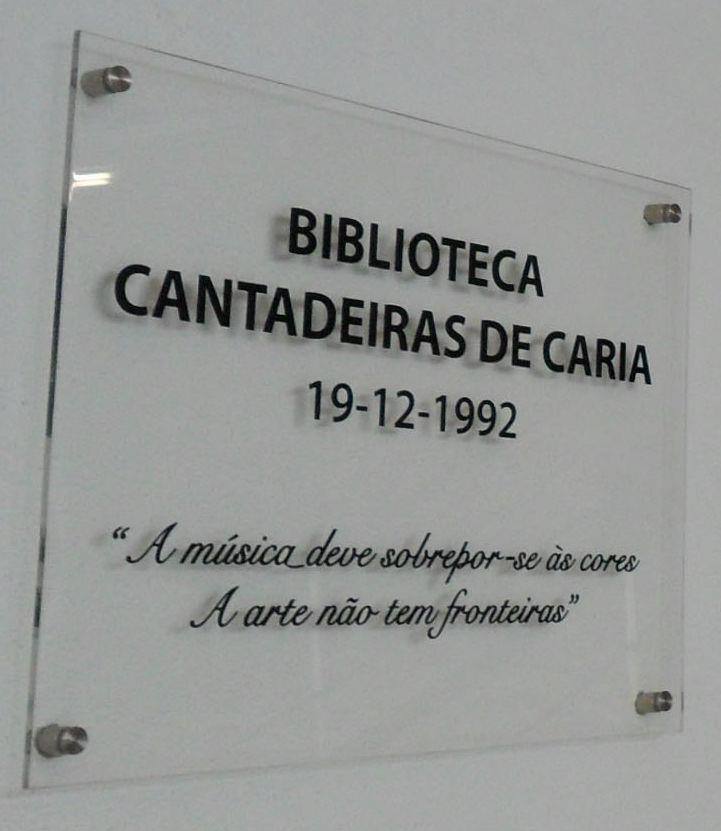 BIBLIOTECA
CANTADEIRAS DE CARIA
19-12-1992
“A música deve sobrepor-se às cores
A arte não tem fronteiras”